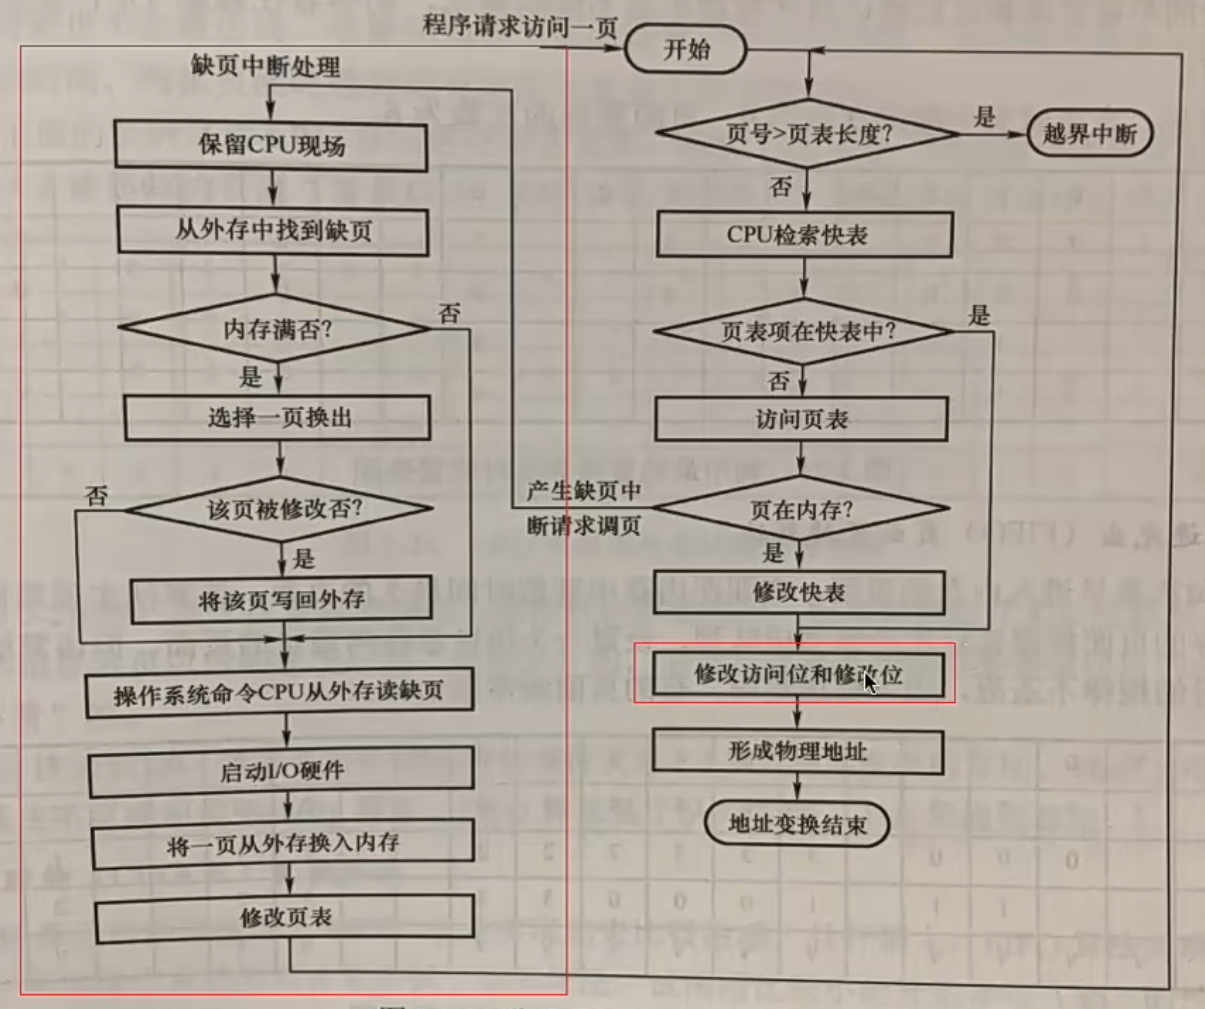 程序请求访问一页
开始
缺页中断处理
保留CPU现场
从外存中找到缺页
内存满否?
否
是
选择一页换出
否
该页被修改否?
是
将该页写回外存
操作系统命令CPU从外存读缺页
启动I/O硬件
将一页从外存换入内存
修改页表
页号>页表长度?
是
越界中断
否
CPU检索快表
页表项在快表中?
是
否
访问页表
产生缺页中
断请求调页
页在内存?
是
修改快表
修改访问位和修改位
形成物理地址
地址变换结束